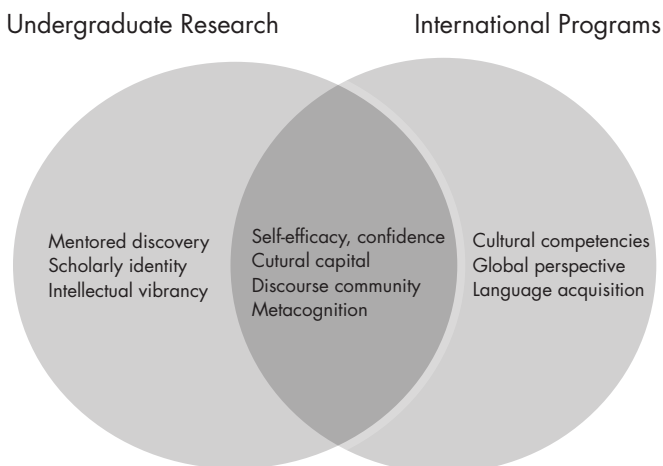 Undergraduate Research
International Programs
Mentored discovery
Scholarly identity
Intellectual vibrancy
Self-efficacy, confidence
Cutural capital
Discourse community
Metacognition
Cultural competencies
Global perspective
Language acquisition